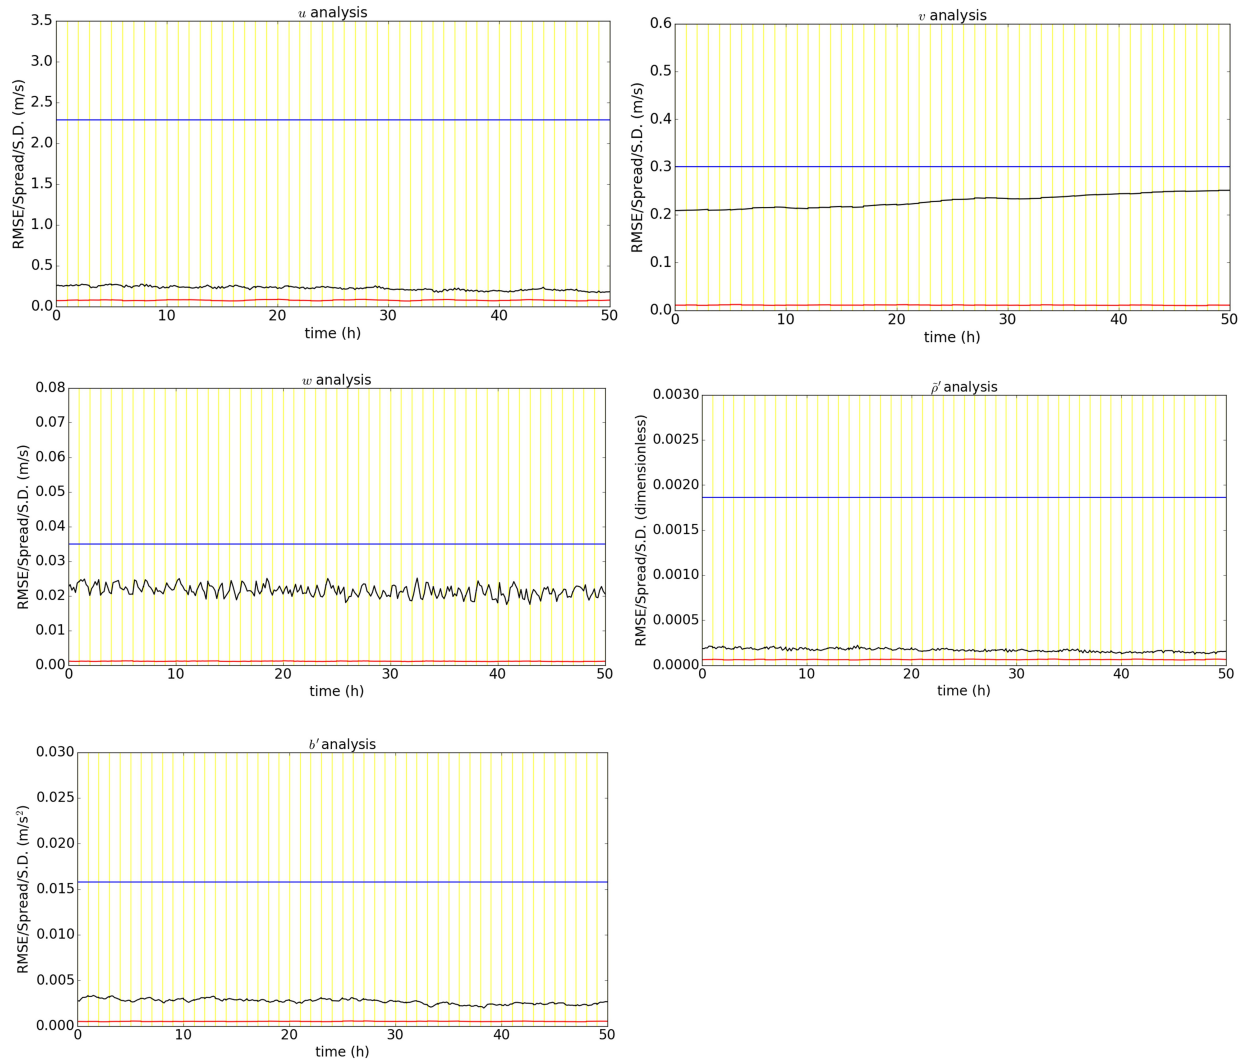 u analysis
RMSE/Spread/S.D. (m/s)
3.5
3.0
2.5
2.0
1.5
1.0
0.5
0.0
0 10 20 30 40 50
time (h)
v analysis
RMSE/Spread/S.D. (m/s)
0.6
0.5
0.4
0.3
0.2
0.1
0.0
0 10 20 30 40 50
time (h)
w analysis
RMSE/Spread/S.D. (m/s)
0.08
0.07
0.06
0.05
0.04
0.03
0.02
0.01
0.00
0 10 20 30 40 50
time (h)
ρ̃′ analysis
RMSE/Spread/S.D. (dimensionless)
0.0030
0.0025
0.0020
0.0015
0.0010
0.0005
0.0000
0 10 20 30 40 50
time (h)
b′ analysis
RMSE/Spread/S.D. (m/s²)
0.030
0.025
0.020
0.015
0.010
0.005
0.000
0 10 20 30 40 50
time (h)